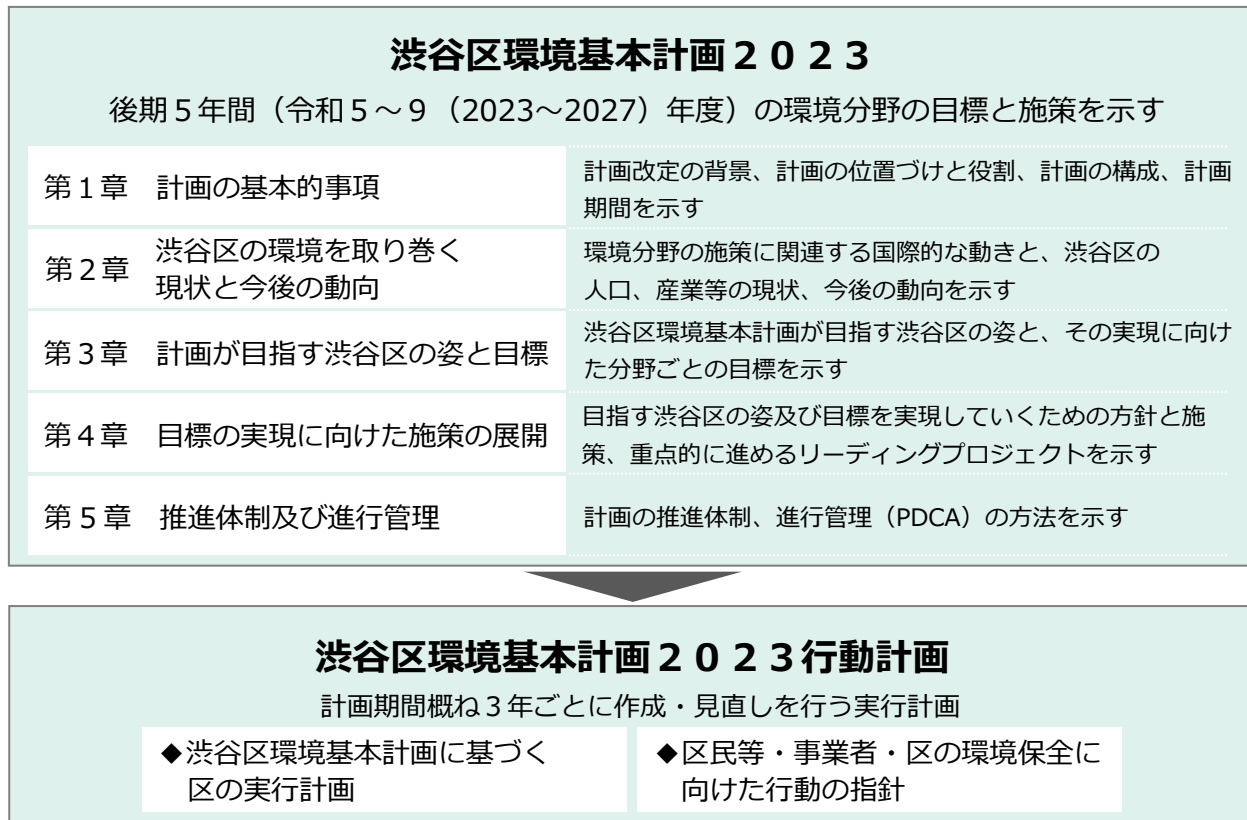 渋谷区環境基本計画２０２３
後期５年間（令和５～９（2023～2027）年度）の環境分野の目標と施策を示す
第１章　計画の基本的事項
計画改定の背景、計画の位置づけと役割、計画の構成、計画
期間を示す
第２章
渋谷区の環境を取り巻く
現状と今後の動向
環境分野の施策に関連する国際的な動きと、渋谷区の
人口、産業等の現状、今後の動向を示す
第３章　計画が目指す渋谷区の姿と目標
渋谷区環境基本計画が目指す渋谷区の姿と、その実現に向け
た分野ごとの目標を示す
第４章　目標の実現に向けた施策の展開
目指す渋谷区の姿及び目標を実現していくための方針と施
策、重点的に進めるリーディングプロジェクトを示す
第５章　推進体制及び進行管理
計画の推進体制、進行管理（PDCA）の方法を示す
渋谷区環境基本計画２０２３行動計画
計画期間概ね３年ごとに作成・見直しを行う実行計画
◆渋谷区環境基本計画に基づく
区の実行計画
◆区民等・事業者・区の環境保全に
向けた行動の指針